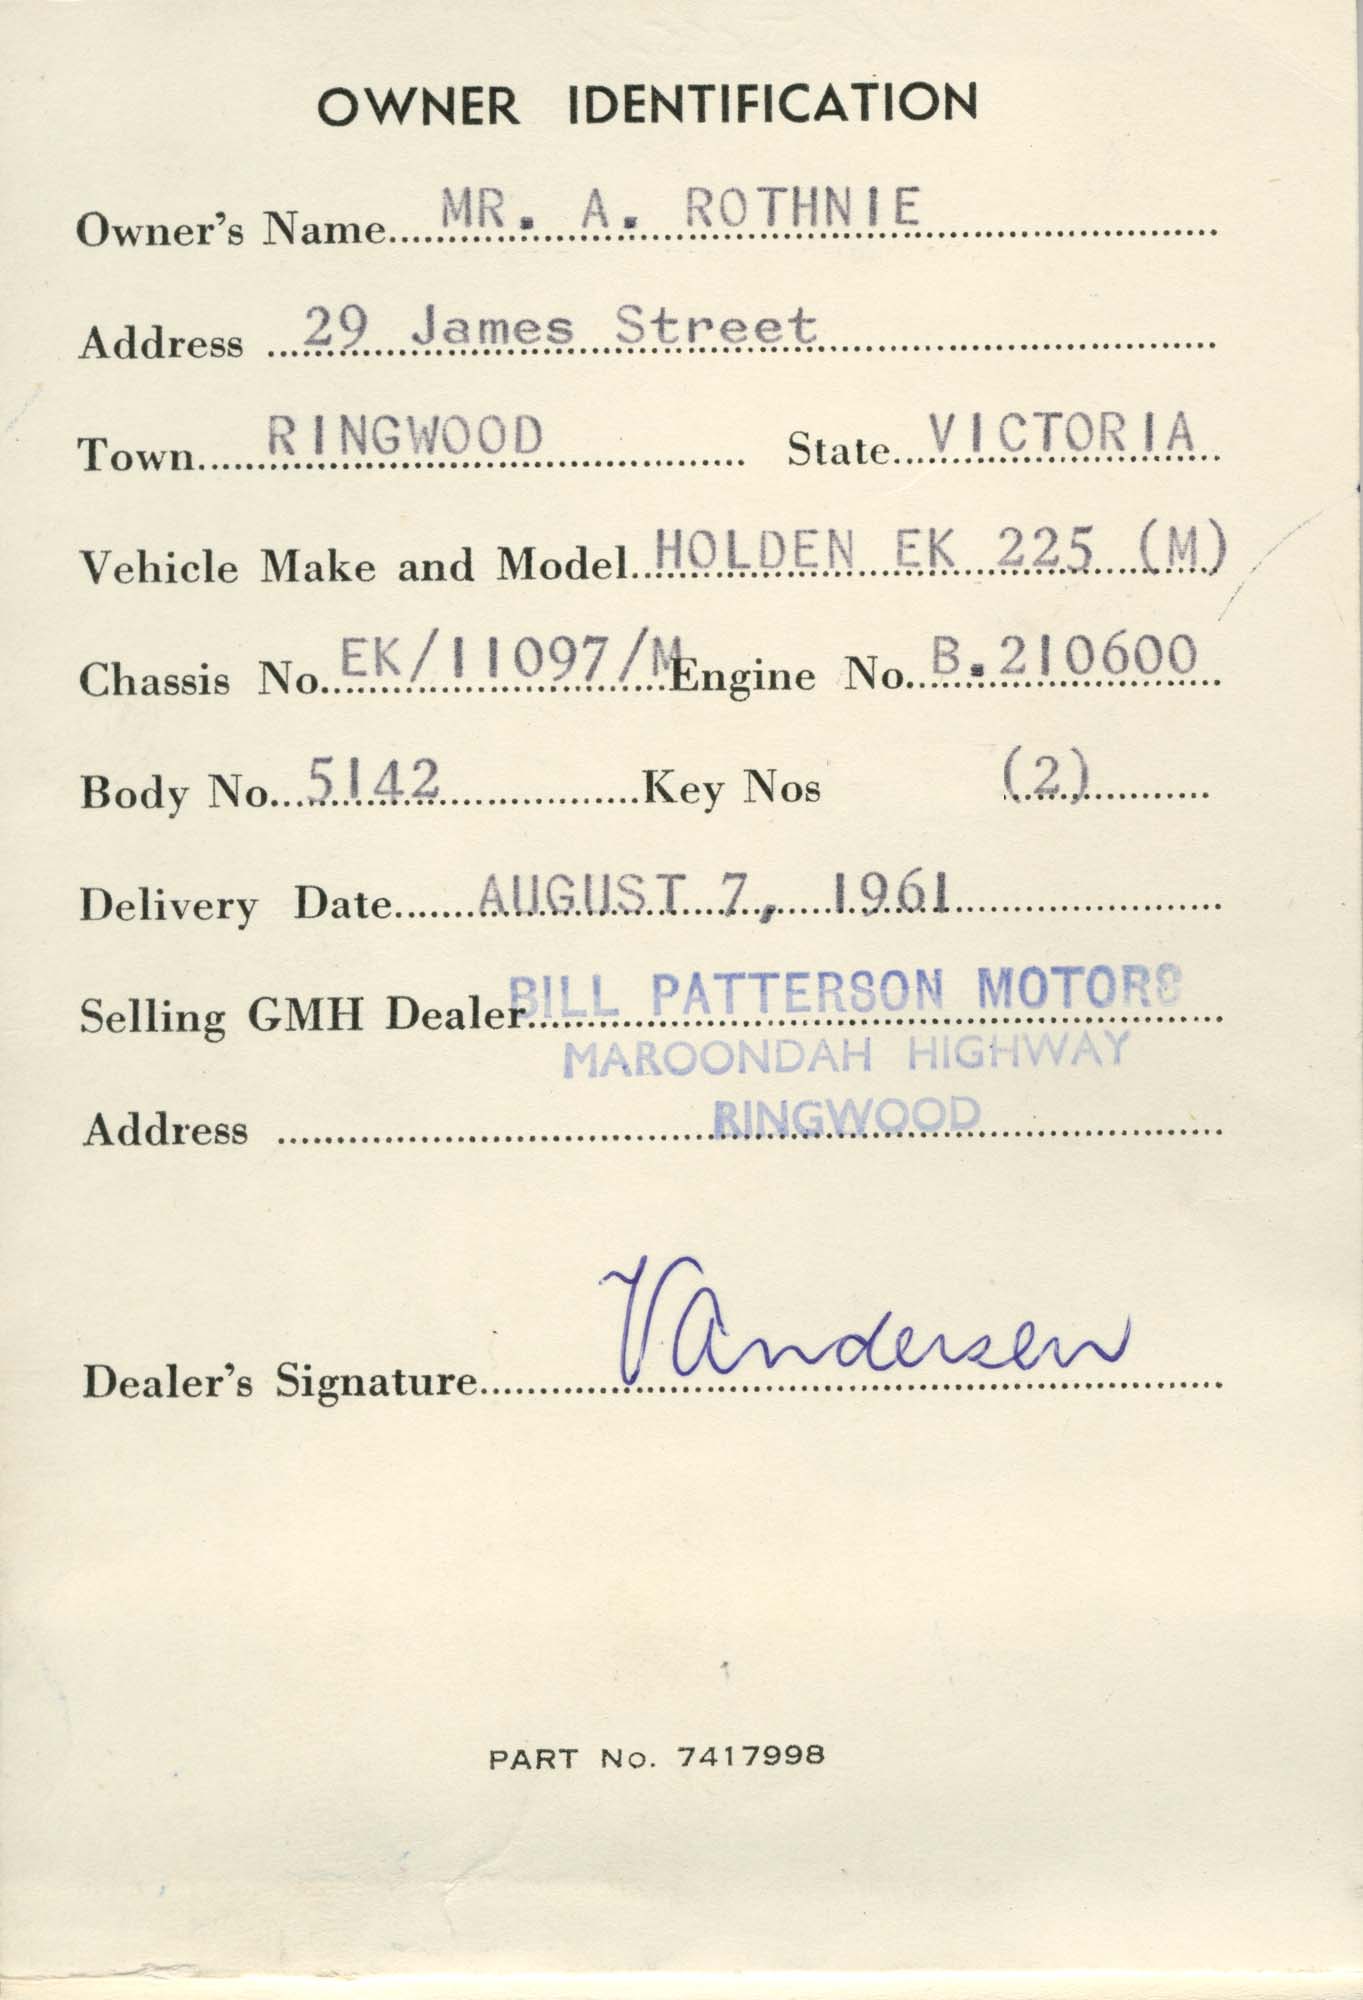 OWNER IDENTIFICATION
Owner's Name MR. A. ROTHNIE
Address 29 James Street
Town RINGWOOD State VICTORIA
Vehicle Make and Model HOLDEN EK 225 (M)
Chassis No. EK/11097/M Engine No. B.210600
Body No. 5142 Key Nos (2)
Delivery Date AUGUST 7, 1961
Selling GMH Dealer BILL PATTERSON MOTORS
MAROONDAH HIGHWAY
Address RINGWOOD
Dealer's Signature VAndersen
PART No. 7417998